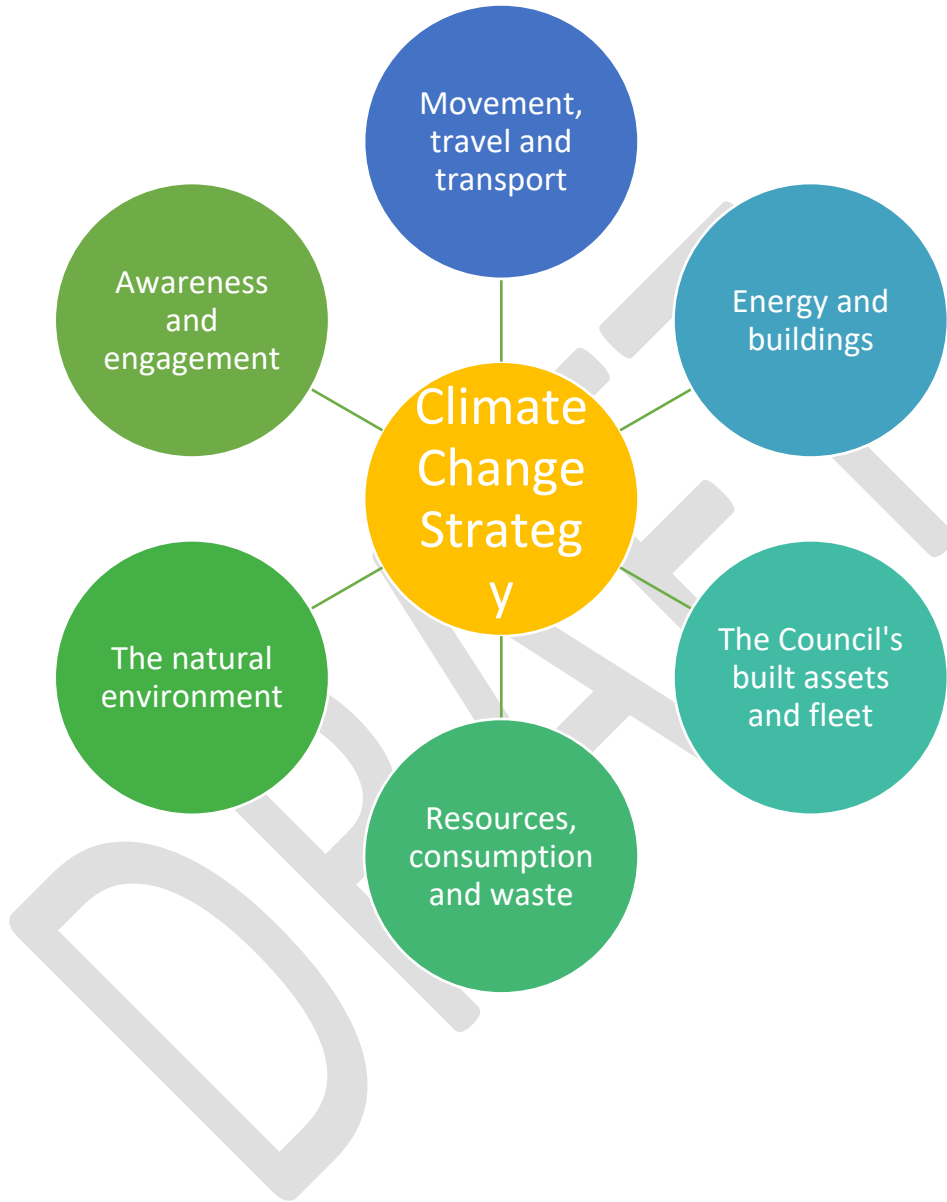 Movement,
travel and
transport
Awareness
and
engagement
Energy and
buildings
Climate
Change
Strateg
y
The natural
environment
The Council's
built assets
and fleet
Resources,
consumption
and waste
DRAFT